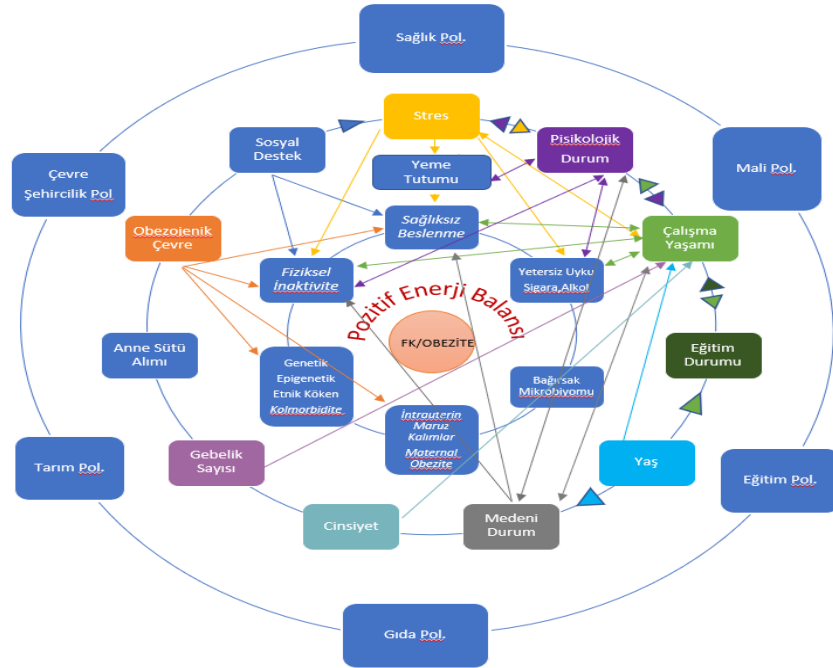 Sağlık Pol.
Stres
Pisikolojik
Durum
Sosyal
Destek
Yeme
Tutumu
Mali Pol.
Çevre
Şehircilik Pol
Obezojenik
Çevre
Sağlıksız
Beslenme
Çalışma
Yaşamı
Fiziksel
İnaktivite
Yetersiz Uyku
Sigara,Alkol
Pozitif Enerji Balansı
FK/OBEZİTE
Anne Sütü
Alımı
Eğitim
Durumu
Genetik
Epigenetik
Etnik Köken
Kolmorbidite
Bağırsak
Mikrobiyomu
İntrauterin
Maruz
Kalımlar
Maternal
Obezite
Gebelik
Sayısı
Yaş
Tarım Pol.
Eğitim Pol.
Cinsiyet
Medeni
Durum
Gıda Pol.